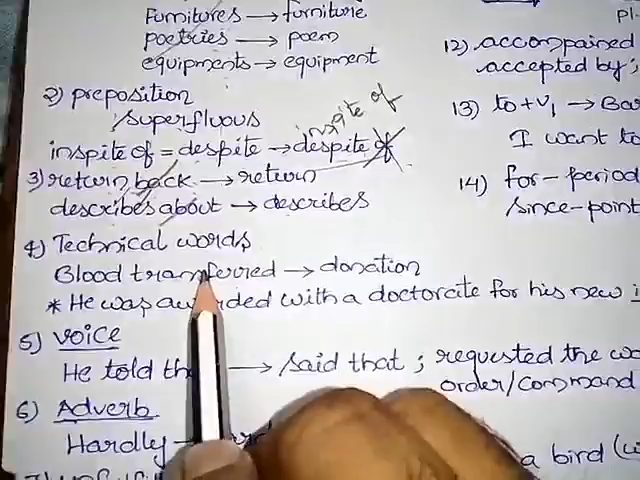 Furnitures → furniture
poetries → poem
equipments → equipment
2) preposition
superfluous
inspite of
inspite of = despite → despite of
3) return back → return
describes about → describes
4) Technical words
Blood transferred → donation
* He was awarded with a doctorate for his new
5) Voice
He told → said that ; requested the
order/command
6) Adverb
Hardly →
a bird
12) accompained
accepted by ;
13) to + V1 →
I want to
14) for - period
since - point